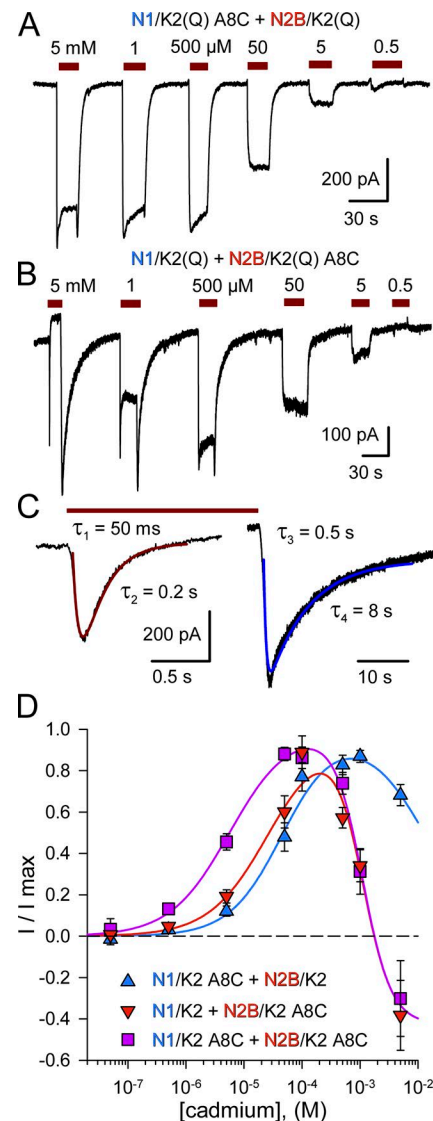 A
N1/K2(Q) A8C + N2B/K2(Q)
5 mM 1 500 µM 50 5 0.5
200 pA
30 s
B
N1/K2(Q) + N2B/K2(Q) A8C
5 mM 1 500 µM 50 5 0.5
100 pA
30 s
C
τ1 = 50 ms
τ3 = 0.5 s
τ2 = 0.2 s
τ4 = 8 s
200 pA
0.5 s
10 s
D
1.0
0.8
0.6
0.4
0.2
0.0
-0.2
-0.4
-0.6
I / I max
N1/K2 A8C + N2B/K2
N1/K2 + N2B/K2 A8C
N1/K2 A8C + N2B/K2 A8C
10-7 10-6 10-5 10-4 10-3 10-2
[cadmium], (M)